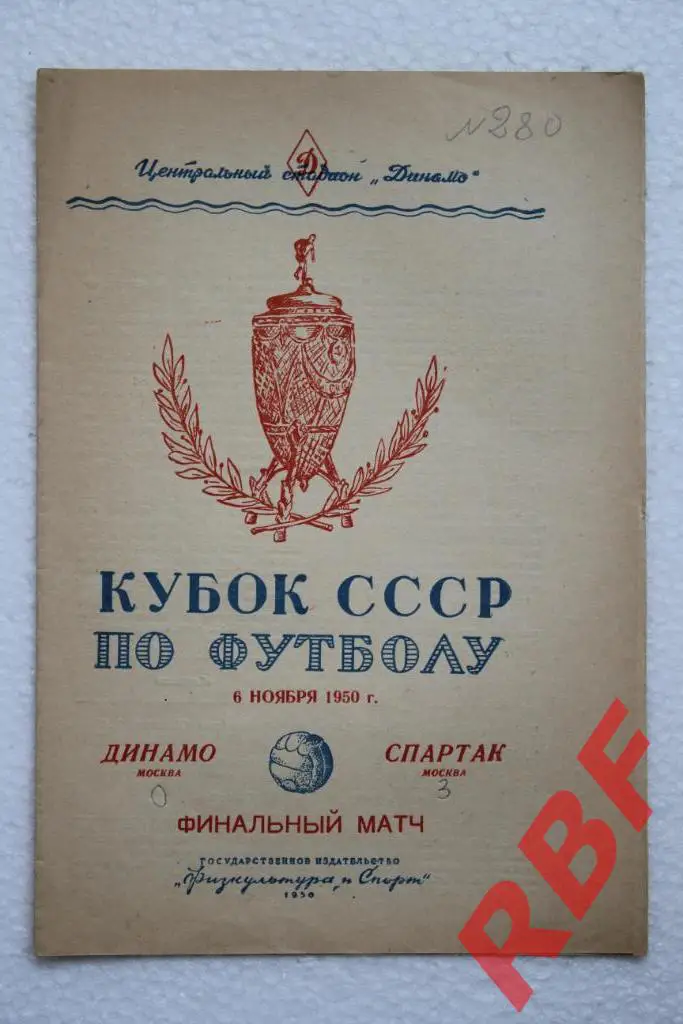 №280
Д
Центральный стадион „Динамо"
КУБОК СССР
ПО ФУТБОЛУ
6 НОЯБРЯ 1950 г.
ДИНАМО СПАРТАК
МОСКВА МОСКВА
0 3
ФИНАЛЬНЫЙ МАТЧ
ГОСУДАРСТВЕННОЕ ИЗДАТЕЛЬСТВО
„Физкультура и Спорт"
1950
RBF